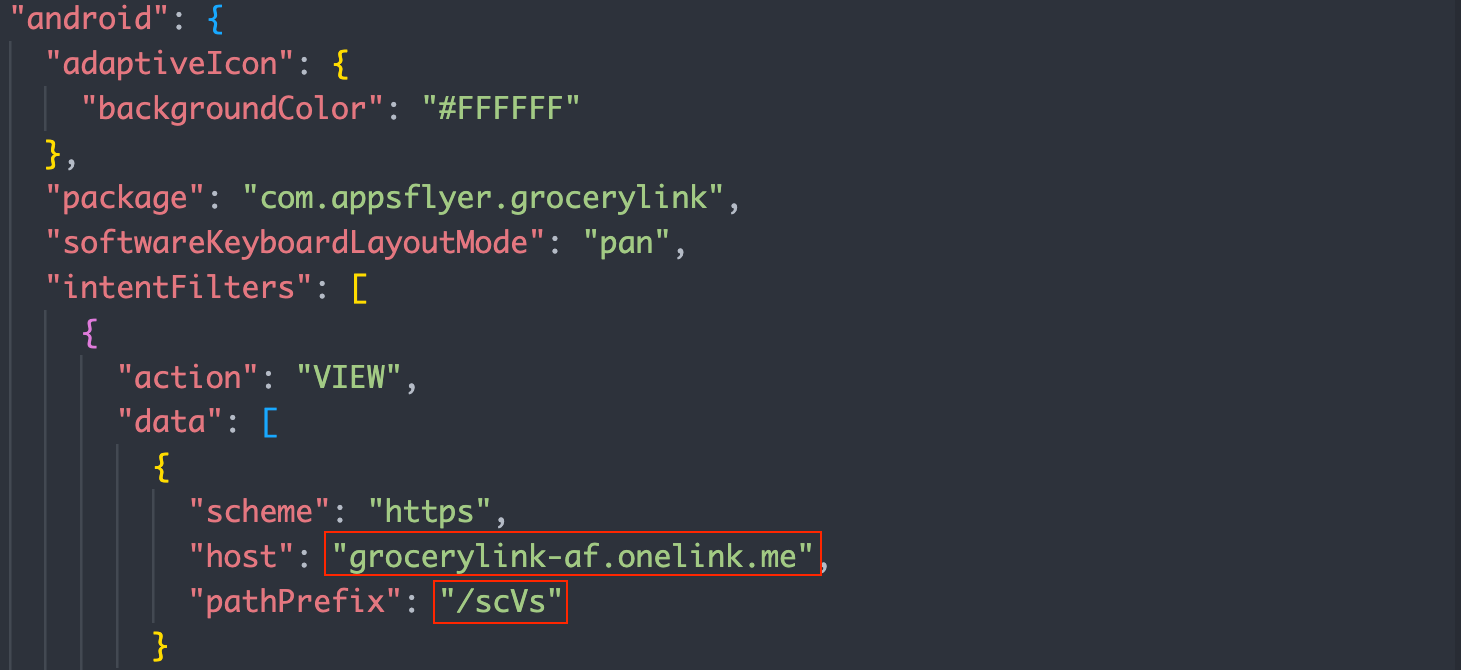 "android": {
"adaptiveIcon": {
"backgroundColor": "#FFFFFF"
},
"package": "com.appsflyer.grocerylink",
"softwareKeyboardLayoutMode": "pan",
"intentFilters": [
{
"action": "VIEW",
"data": [
{
"scheme": "https",
"host": "grocerylink-af.onelink.me",
"pathPrefix": "/scVs"
}